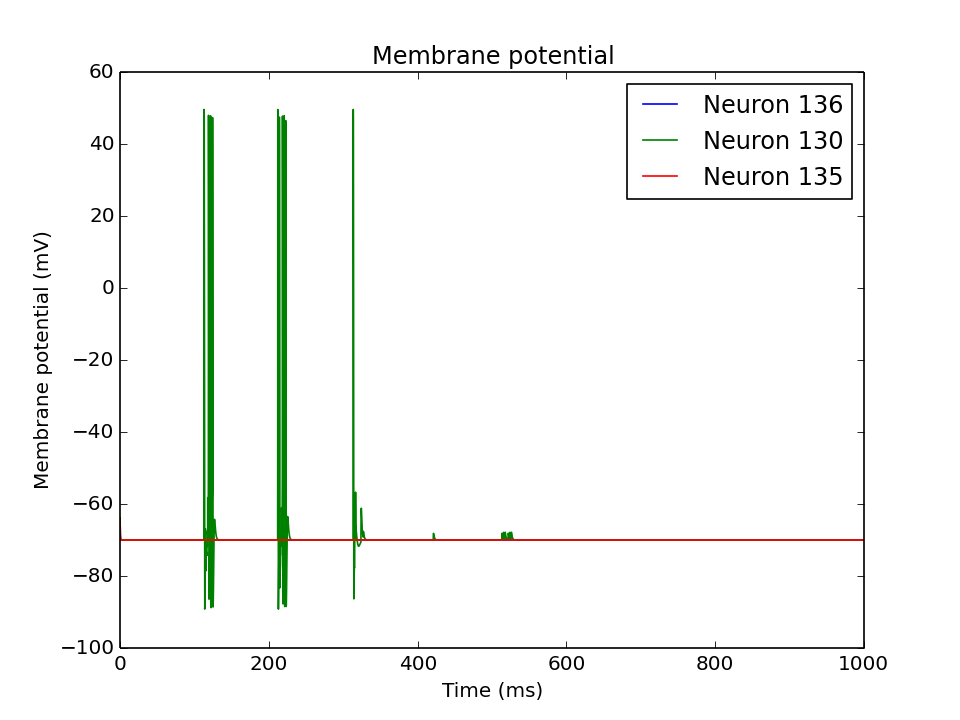 Membrane potential
60
40
20
0
−20
−40
−60
−80
−100
Membrane potential (mV)
Neuron 136
Neuron 130
Neuron 135
0 200 400 600 800 1000
Time (ms)